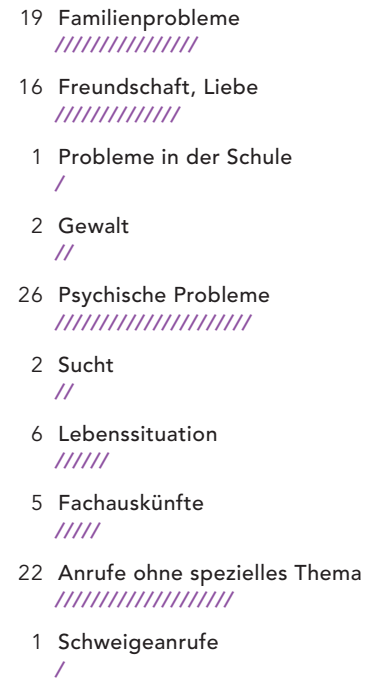 19 Familienprobleme
////////////////
16 Freundschaft, Liebe
//////////////
1 Probleme in der Schule
/
2 Gewalt
//
26 Psychische Probleme
//////////////////////
2 Sucht
//
6 Lebenssituation
//////
5 Fachauskünfte
/////
22 Anrufe ohne spezielles Thema
////////////////////
1 Schweigeanrufe
/